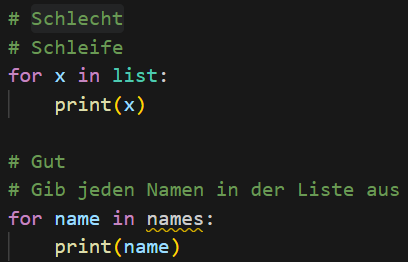 # Schlecht
# Schleife
for x in list:
    print(x)

# Gut
# Gib jeden Namen in der Liste aus
for name in names:
    print(name)